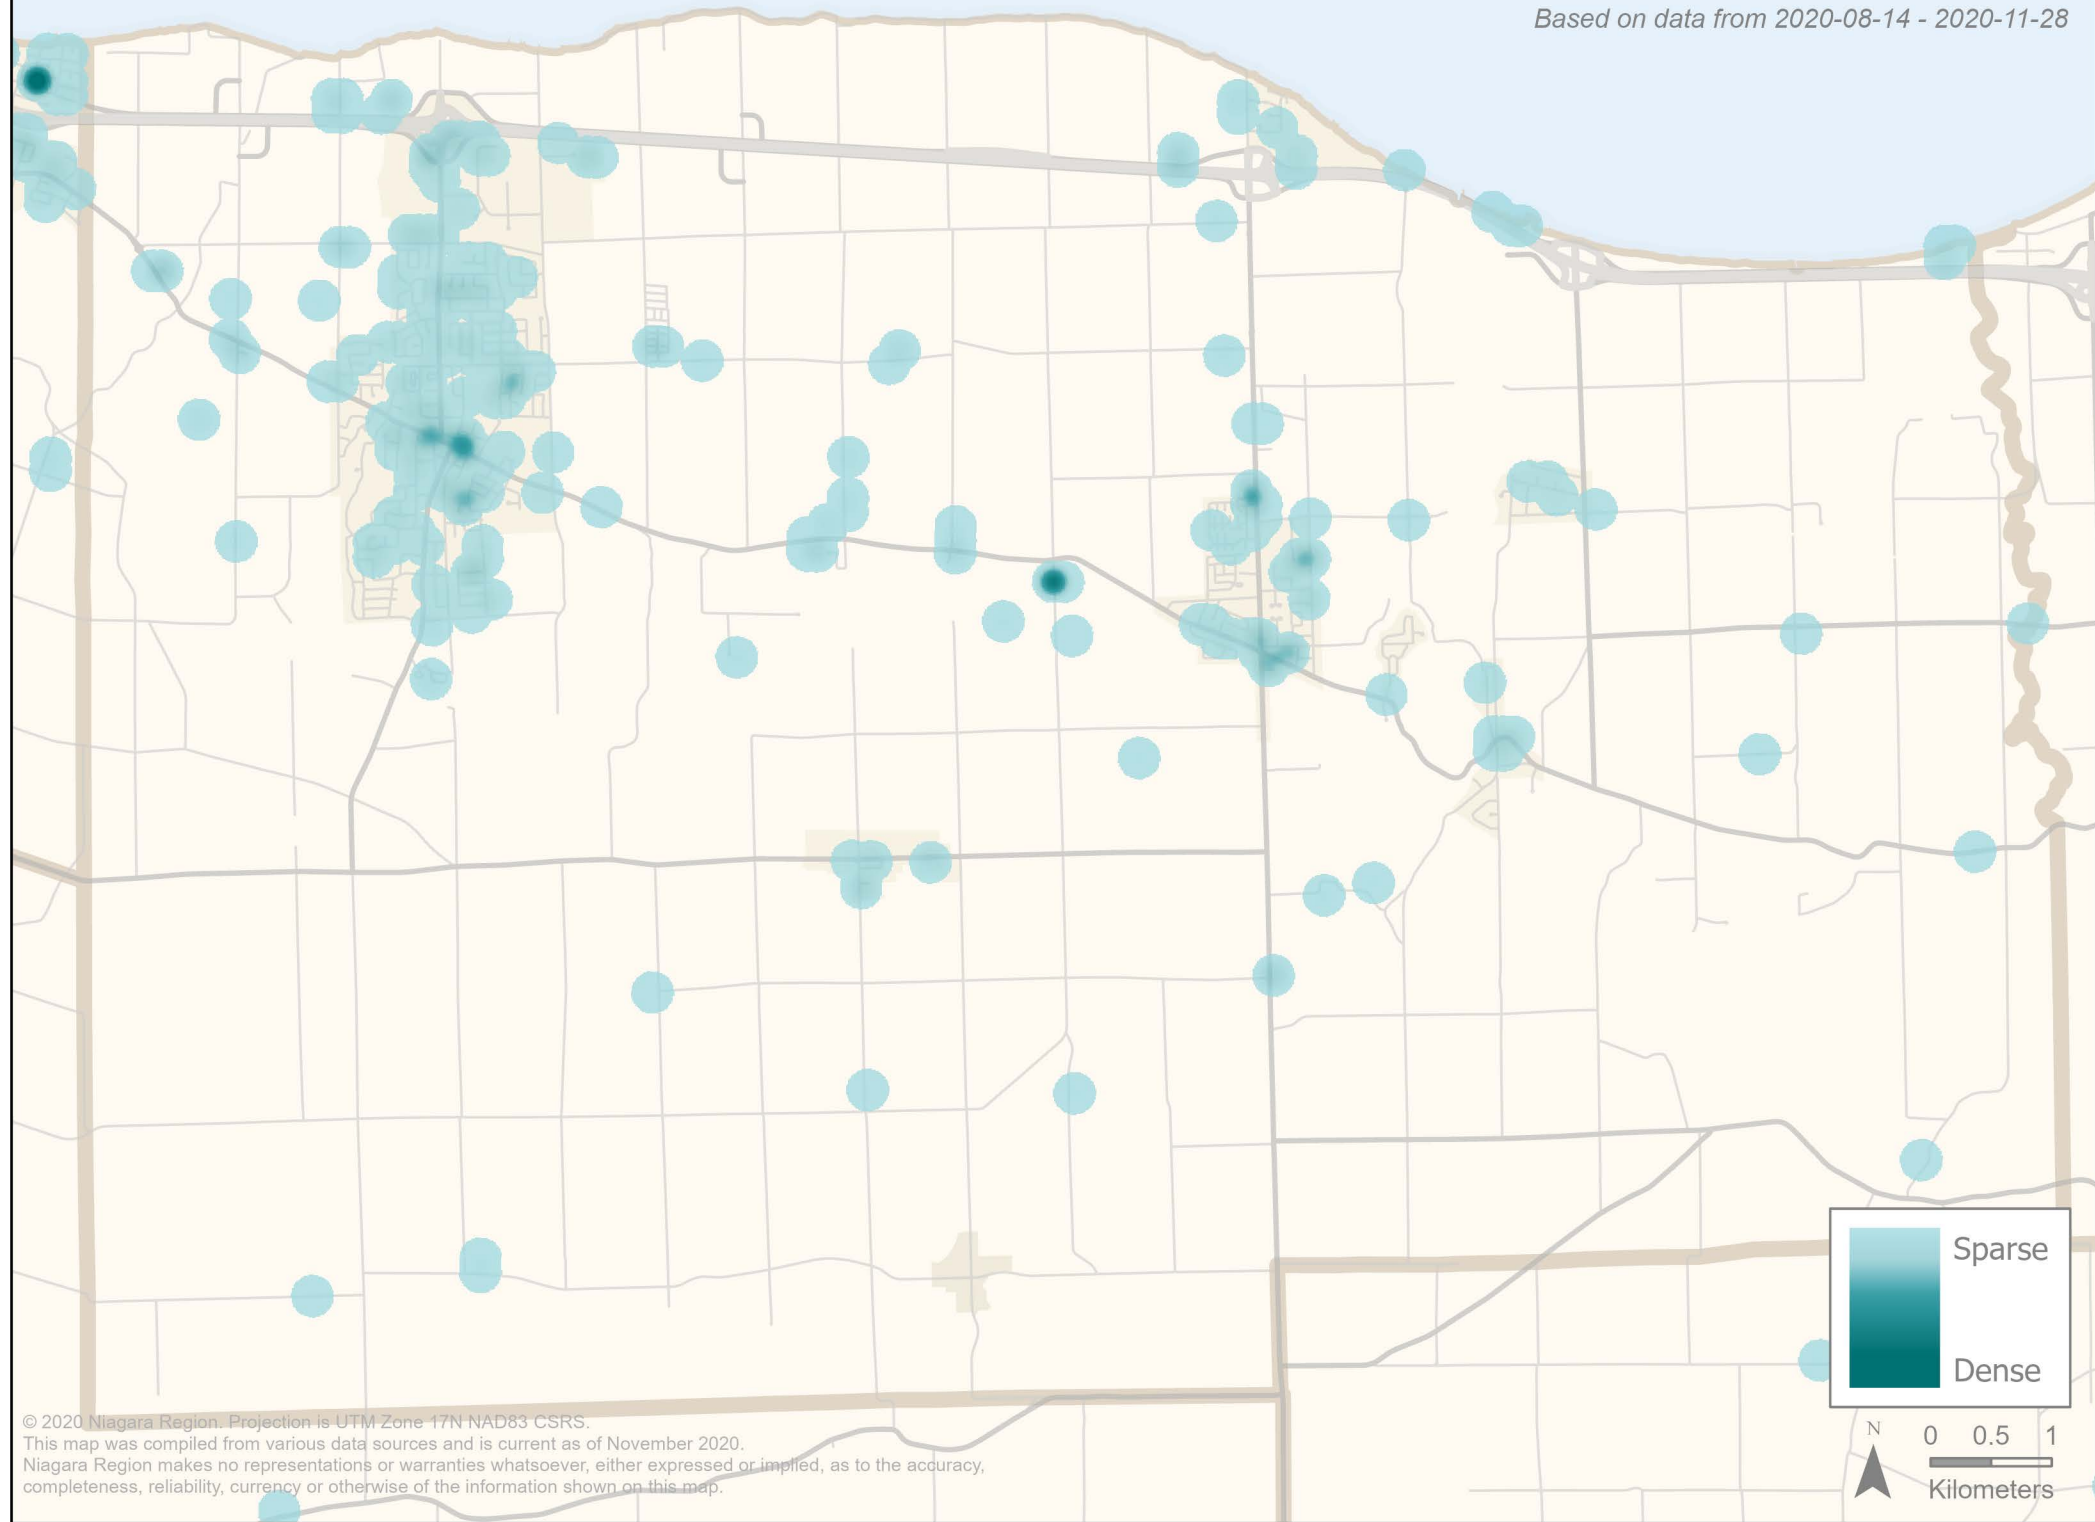 Based on data from 2020-08-14 - 2020-11-28
Sparse
Dense
© 2020 Niagara Region. Projection is UTM Zone 17N NAD83 CSRS.
This map was compiled from various data sources and is current as of November 2020.
Niagara Region makes no representations or warranties whatsoever, either expressed or implied, as to the accuracy,
completeness, reliability, currency or otherwise of the information shown on this map.
N
0 0.5 1
Kilometers